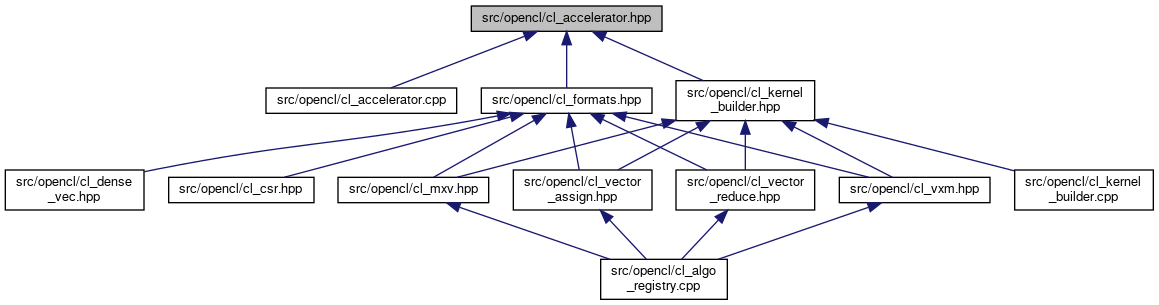 src/opencl/cl_accelerator.hpp
src/opencl/cl_accelerator.cpp
src/opencl/cl_formats.hpp
src/opencl/cl_kernel
_builder.hpp
src/opencl/cl_dense
_vec.hpp
src/opencl/cl_csr.hpp
src/opencl/cl_mxv.hpp
src/opencl/cl_vector
_assign.hpp
src/opencl/cl_vector
_reduce.hpp
src/opencl/cl_vxm.hpp
src/opencl/cl_kernel
_builder.cpp
src/opencl/cl_algo
_registry.cpp